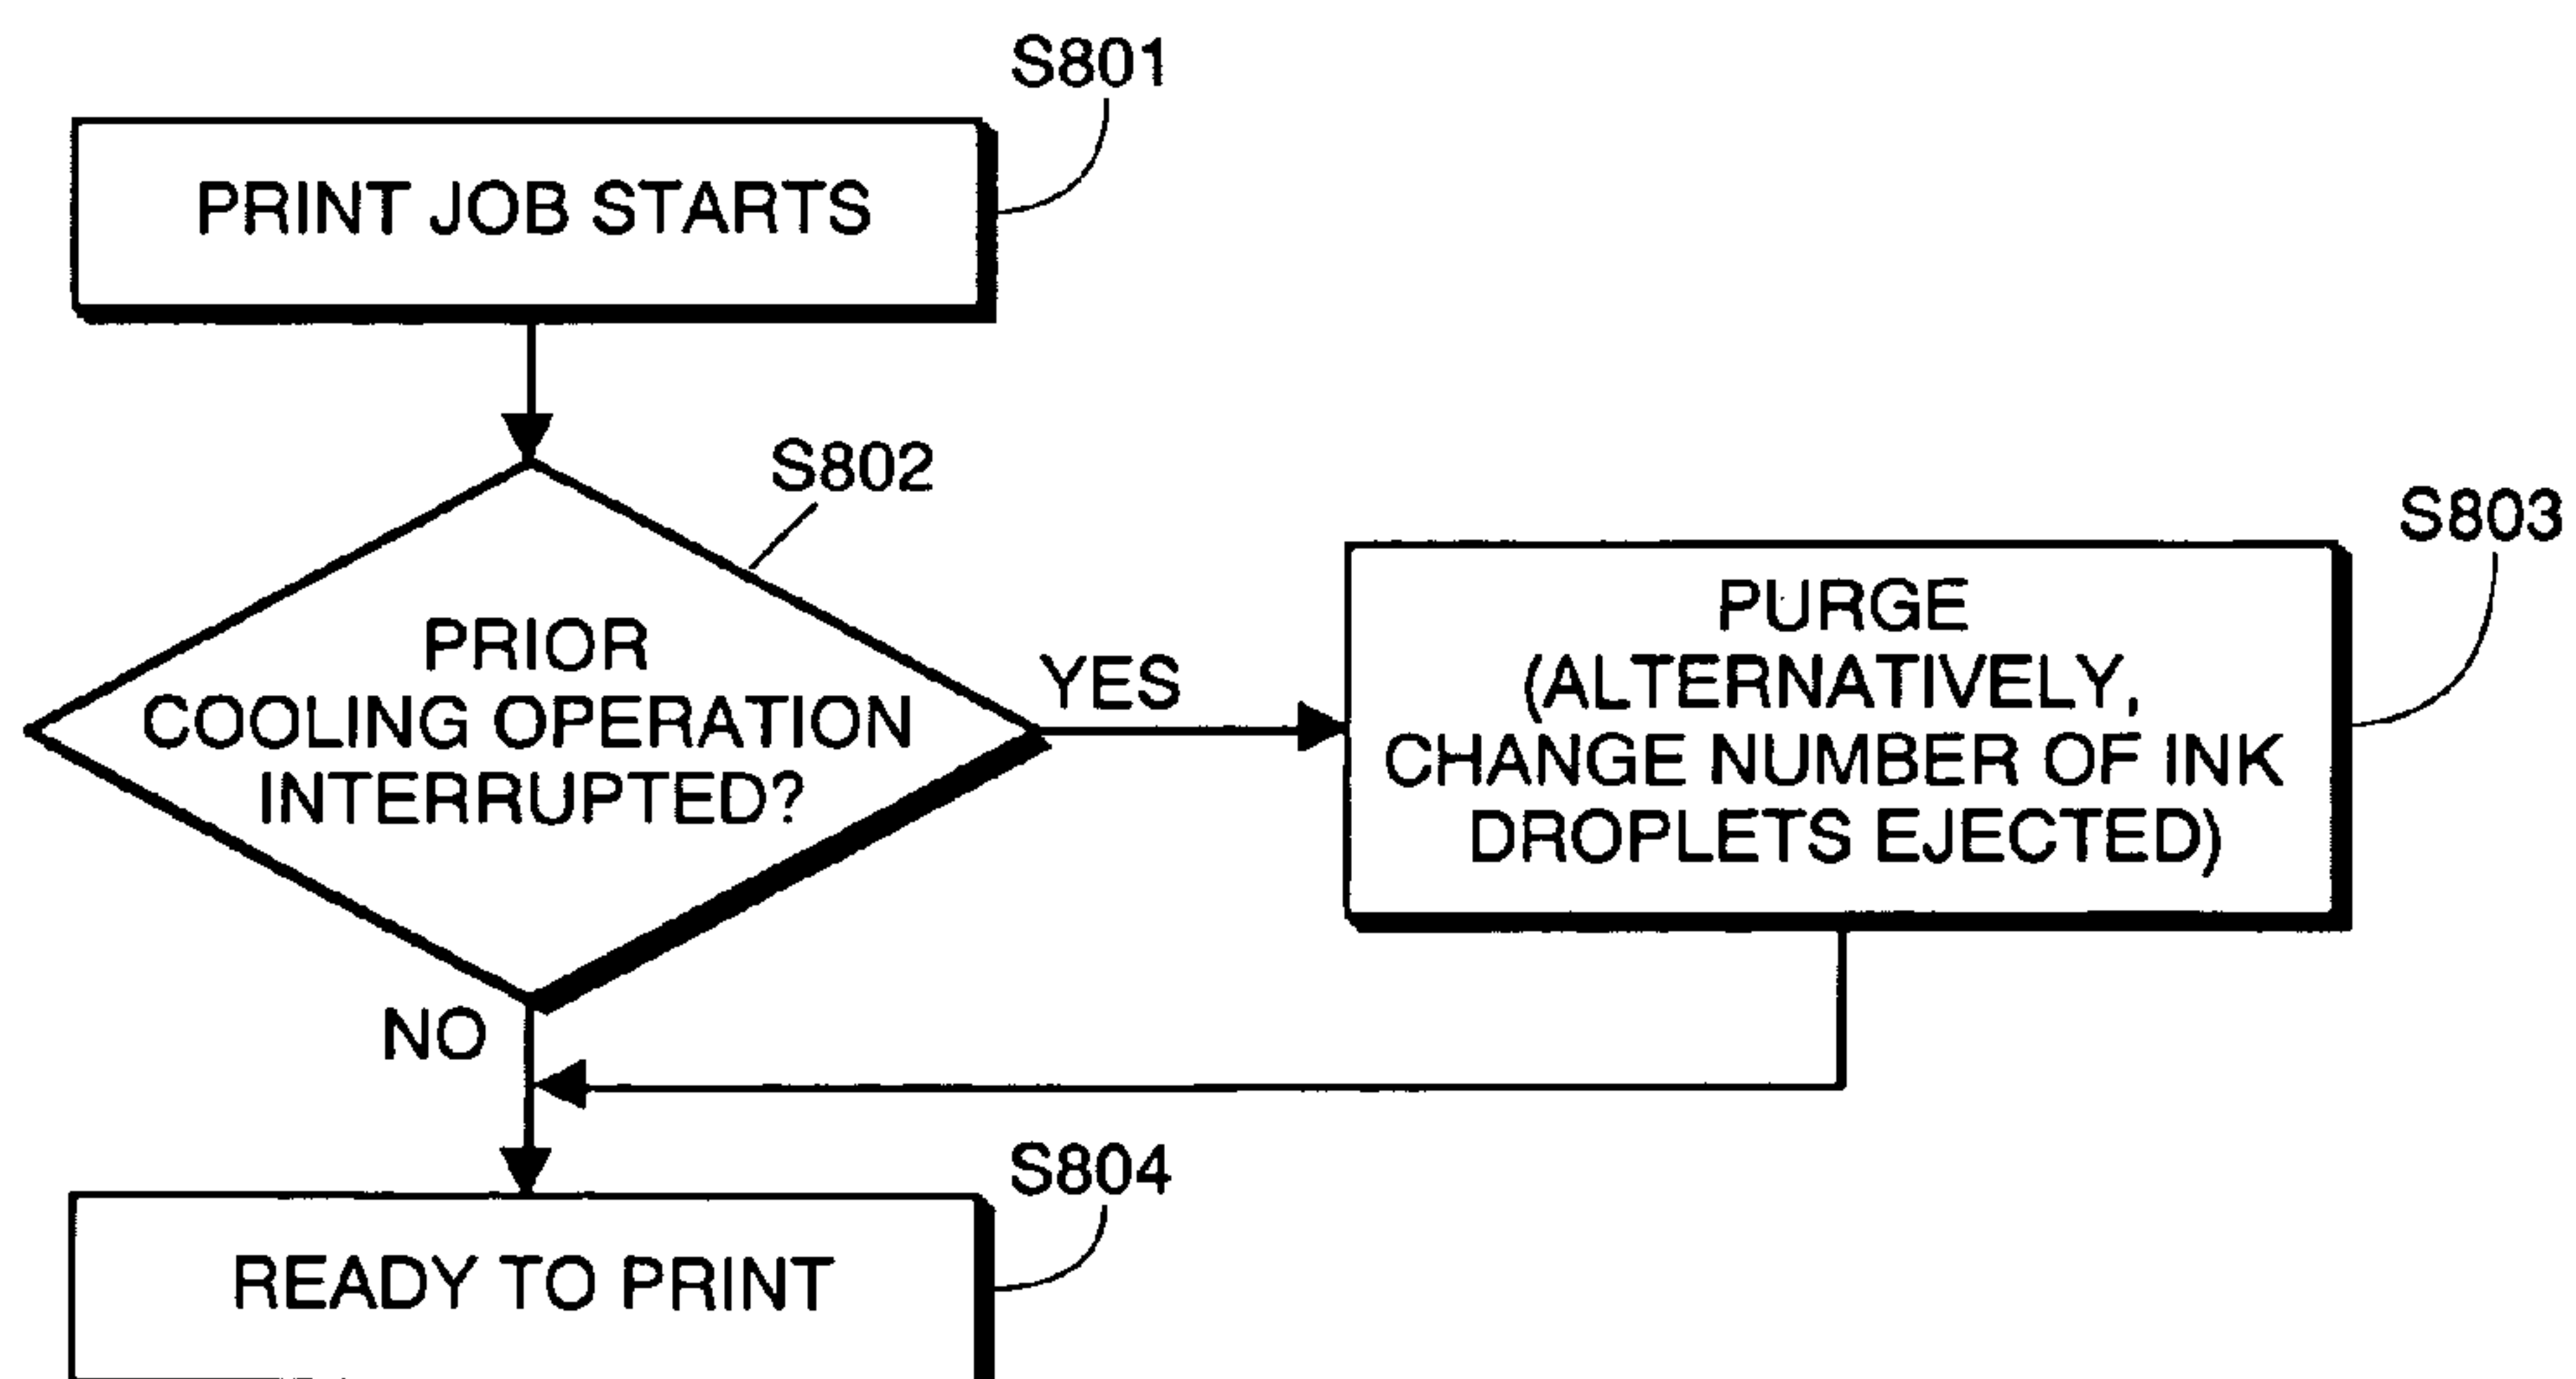 S801
PRINT JOB STARTS
S802
PRIOR
COOLING OPERATION
INTERRUPTED?
YES
S803
PURGE
(ALTERNATIVELY,
CHANGE NUMBER OF INK
DROPLETS EJECTED)
NO
S804
READY TO PRINT